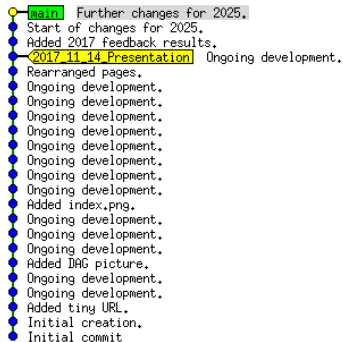 main Further changes for 2025.
Start of changes for 2025.
Added 2017 feedback results.
2017_11_14_Presentation Ongoing development.
Rearranged pages.
Ongoing development.
Ongoing development.
Ongoing development.
Ongoing development.
Ongoing development.
Ongoing development.
Ongoing development.
Ongoing development.
Added index.png.
Ongoing development.
Ongoing development.
Ongoing development.
Added DAG picture.
Ongoing development.
Ongoing development.
Added tiny URL.
Initial creation.
Initial commit